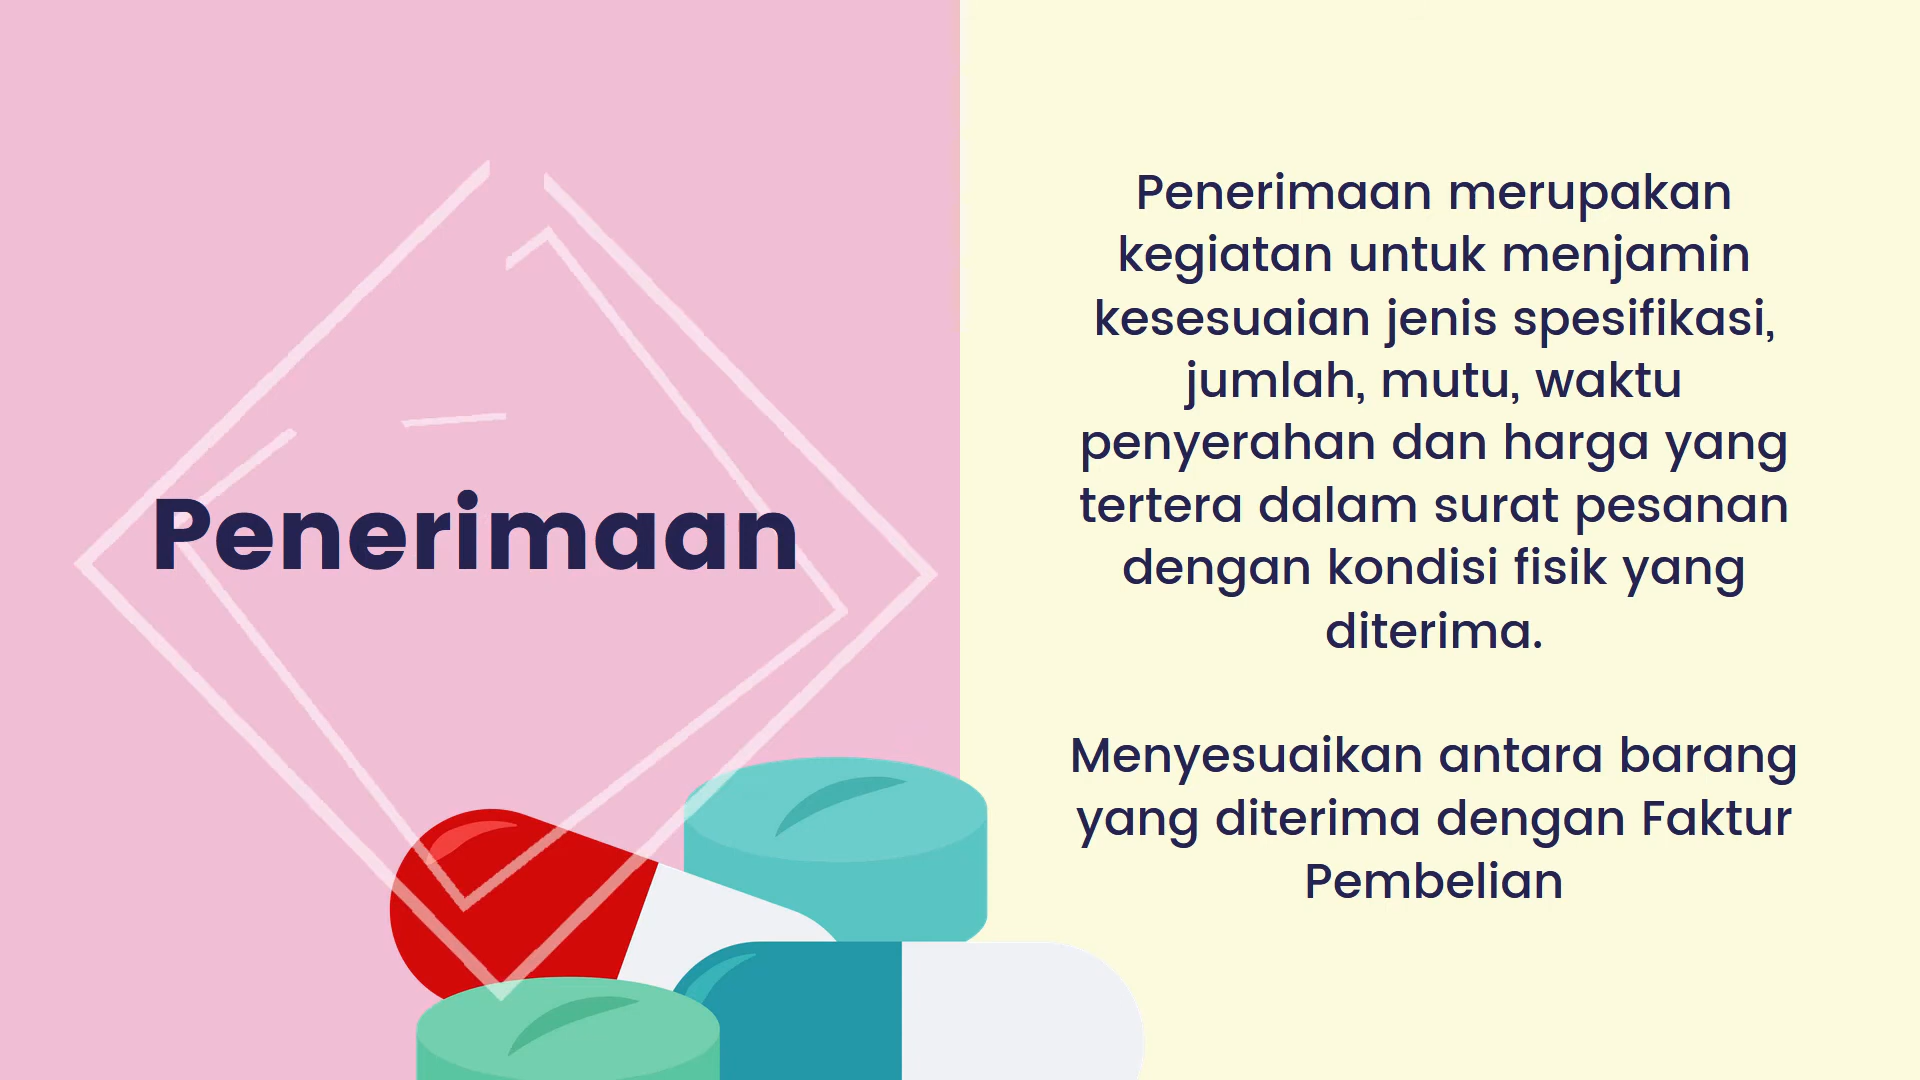 Penerimaan
Penerimaan merupakan
kegiatan untuk menjamin
kesesuaian jenis spesifikasi,
jumlah, mutu, waktu
penyerahan dan harga yang
tertera dalam surat pesanan
dengan kondisi fisik yang
diterima.
Menyesuaikan antara barang
yang diterima dengan Faktur
Pembelian